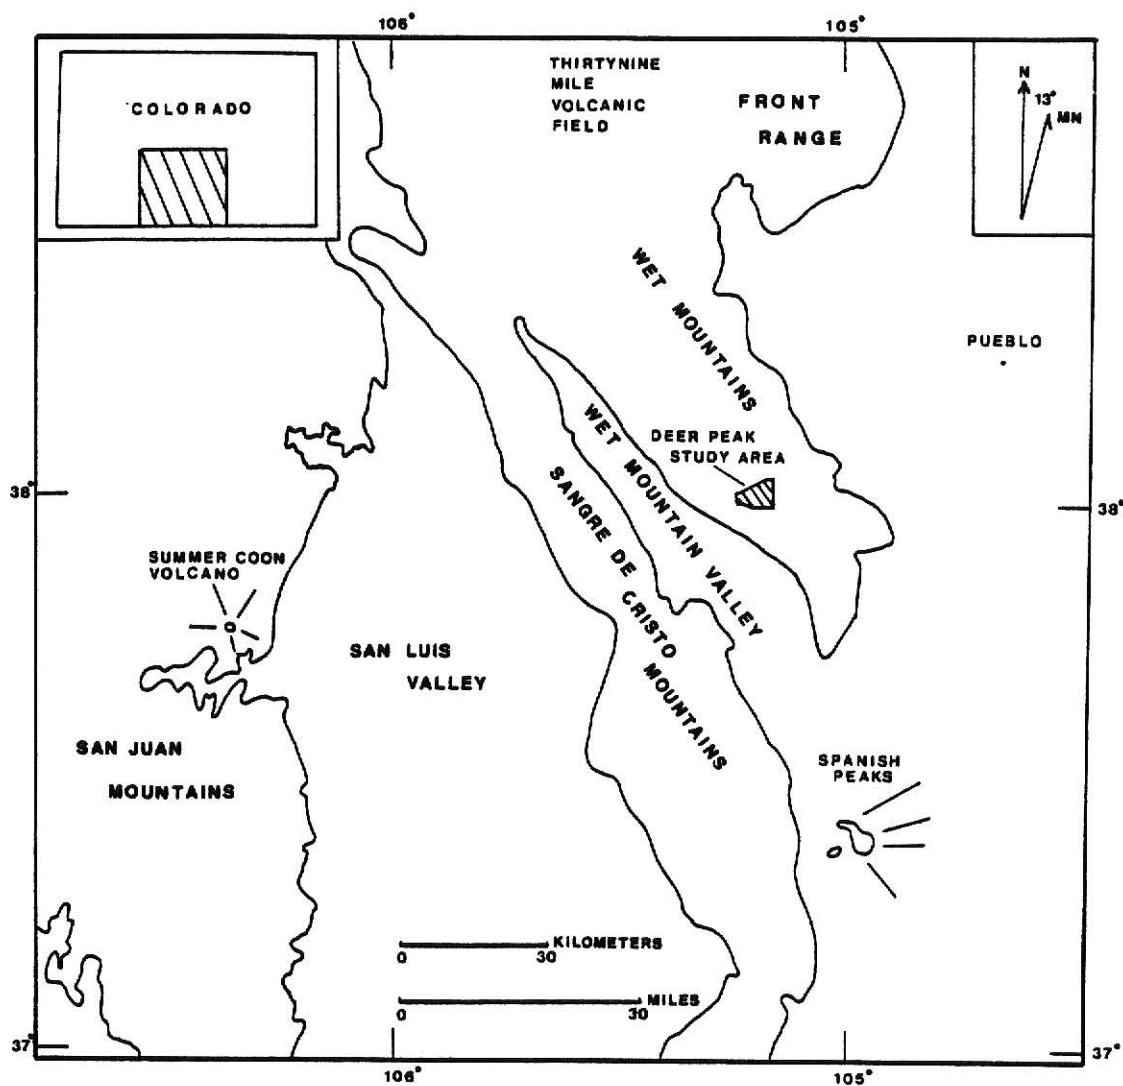 106°
105°
COLORADO
THIRTYNINE
MILE
VOLCANIC
FIELD
FRONT
RANGE
N
13°
MN
WET MOUNTAINS
PUEBLO
WET MOUNTAIN VALLEY
DEER PEAK
STUDY AREA
SANGRE DE CRISTO MOUNTAINS
38°
38°
SUMMER COON
VOLCANO
SAN LUIS
VALLEY
SAN JUAN
MOUNTAINS
SPANISH
PEAKS
KILOMETERS
0 30
MILES
0 30
37°
37°
106°
105°